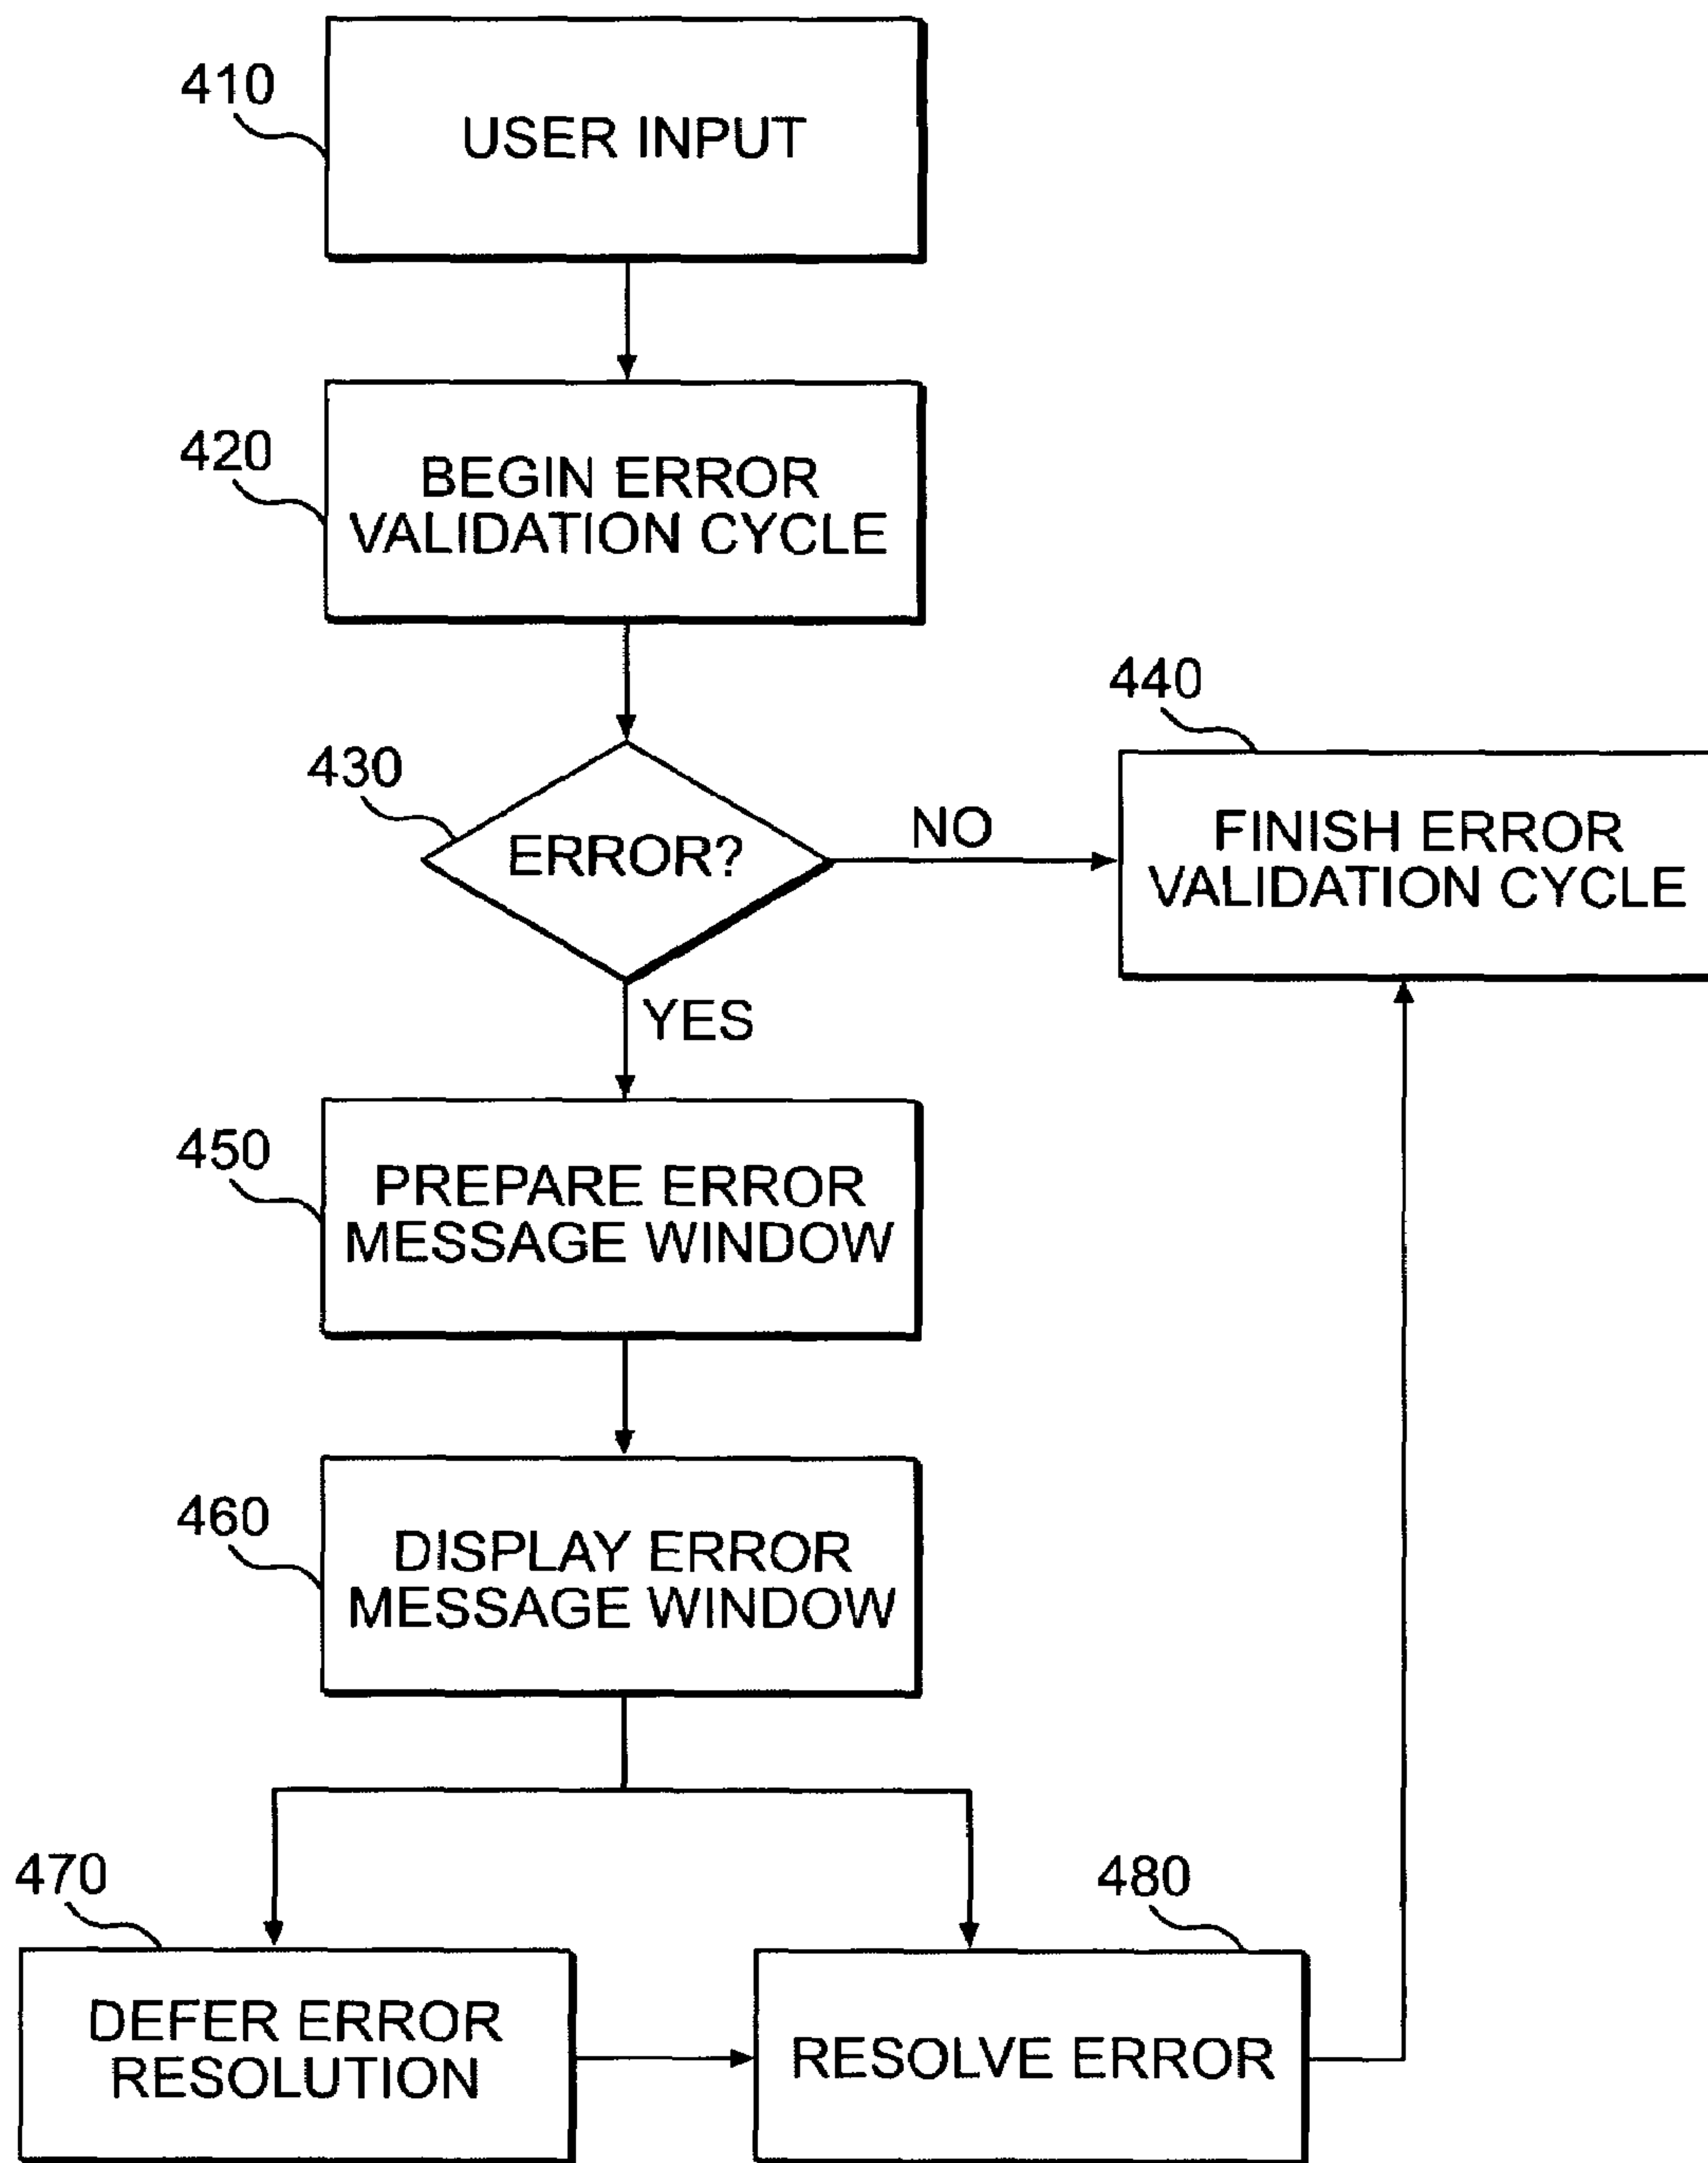 410
USER INPUT
420
BEGIN ERROR
VALIDATION CYCLE
430
ERROR?
NO
440
FINISH ERROR
VALIDATION CYCLE
YES
450
PREPARE ERROR
MESSAGE WINDOW
460
DISPLAY ERROR
MESSAGE WINDOW
470
DEFER ERROR
RESOLUTION
480
RESOLVE ERROR